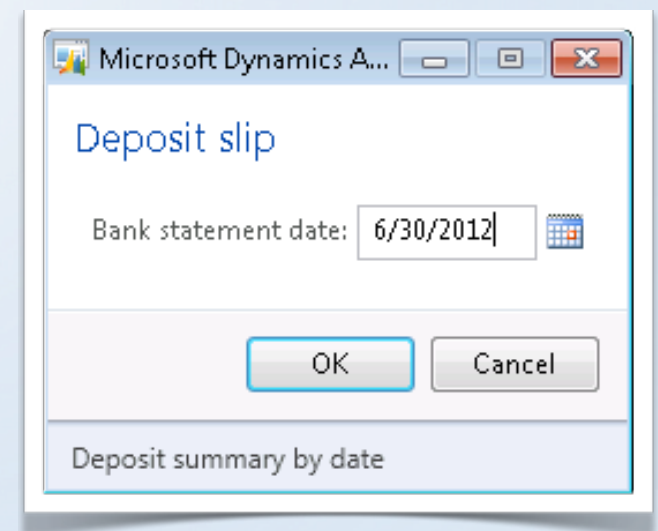 Microsoft Dynamics A...
Deposit slip
Bank statement date: 6/30/2012
OK Cancel
Deposit summary by date